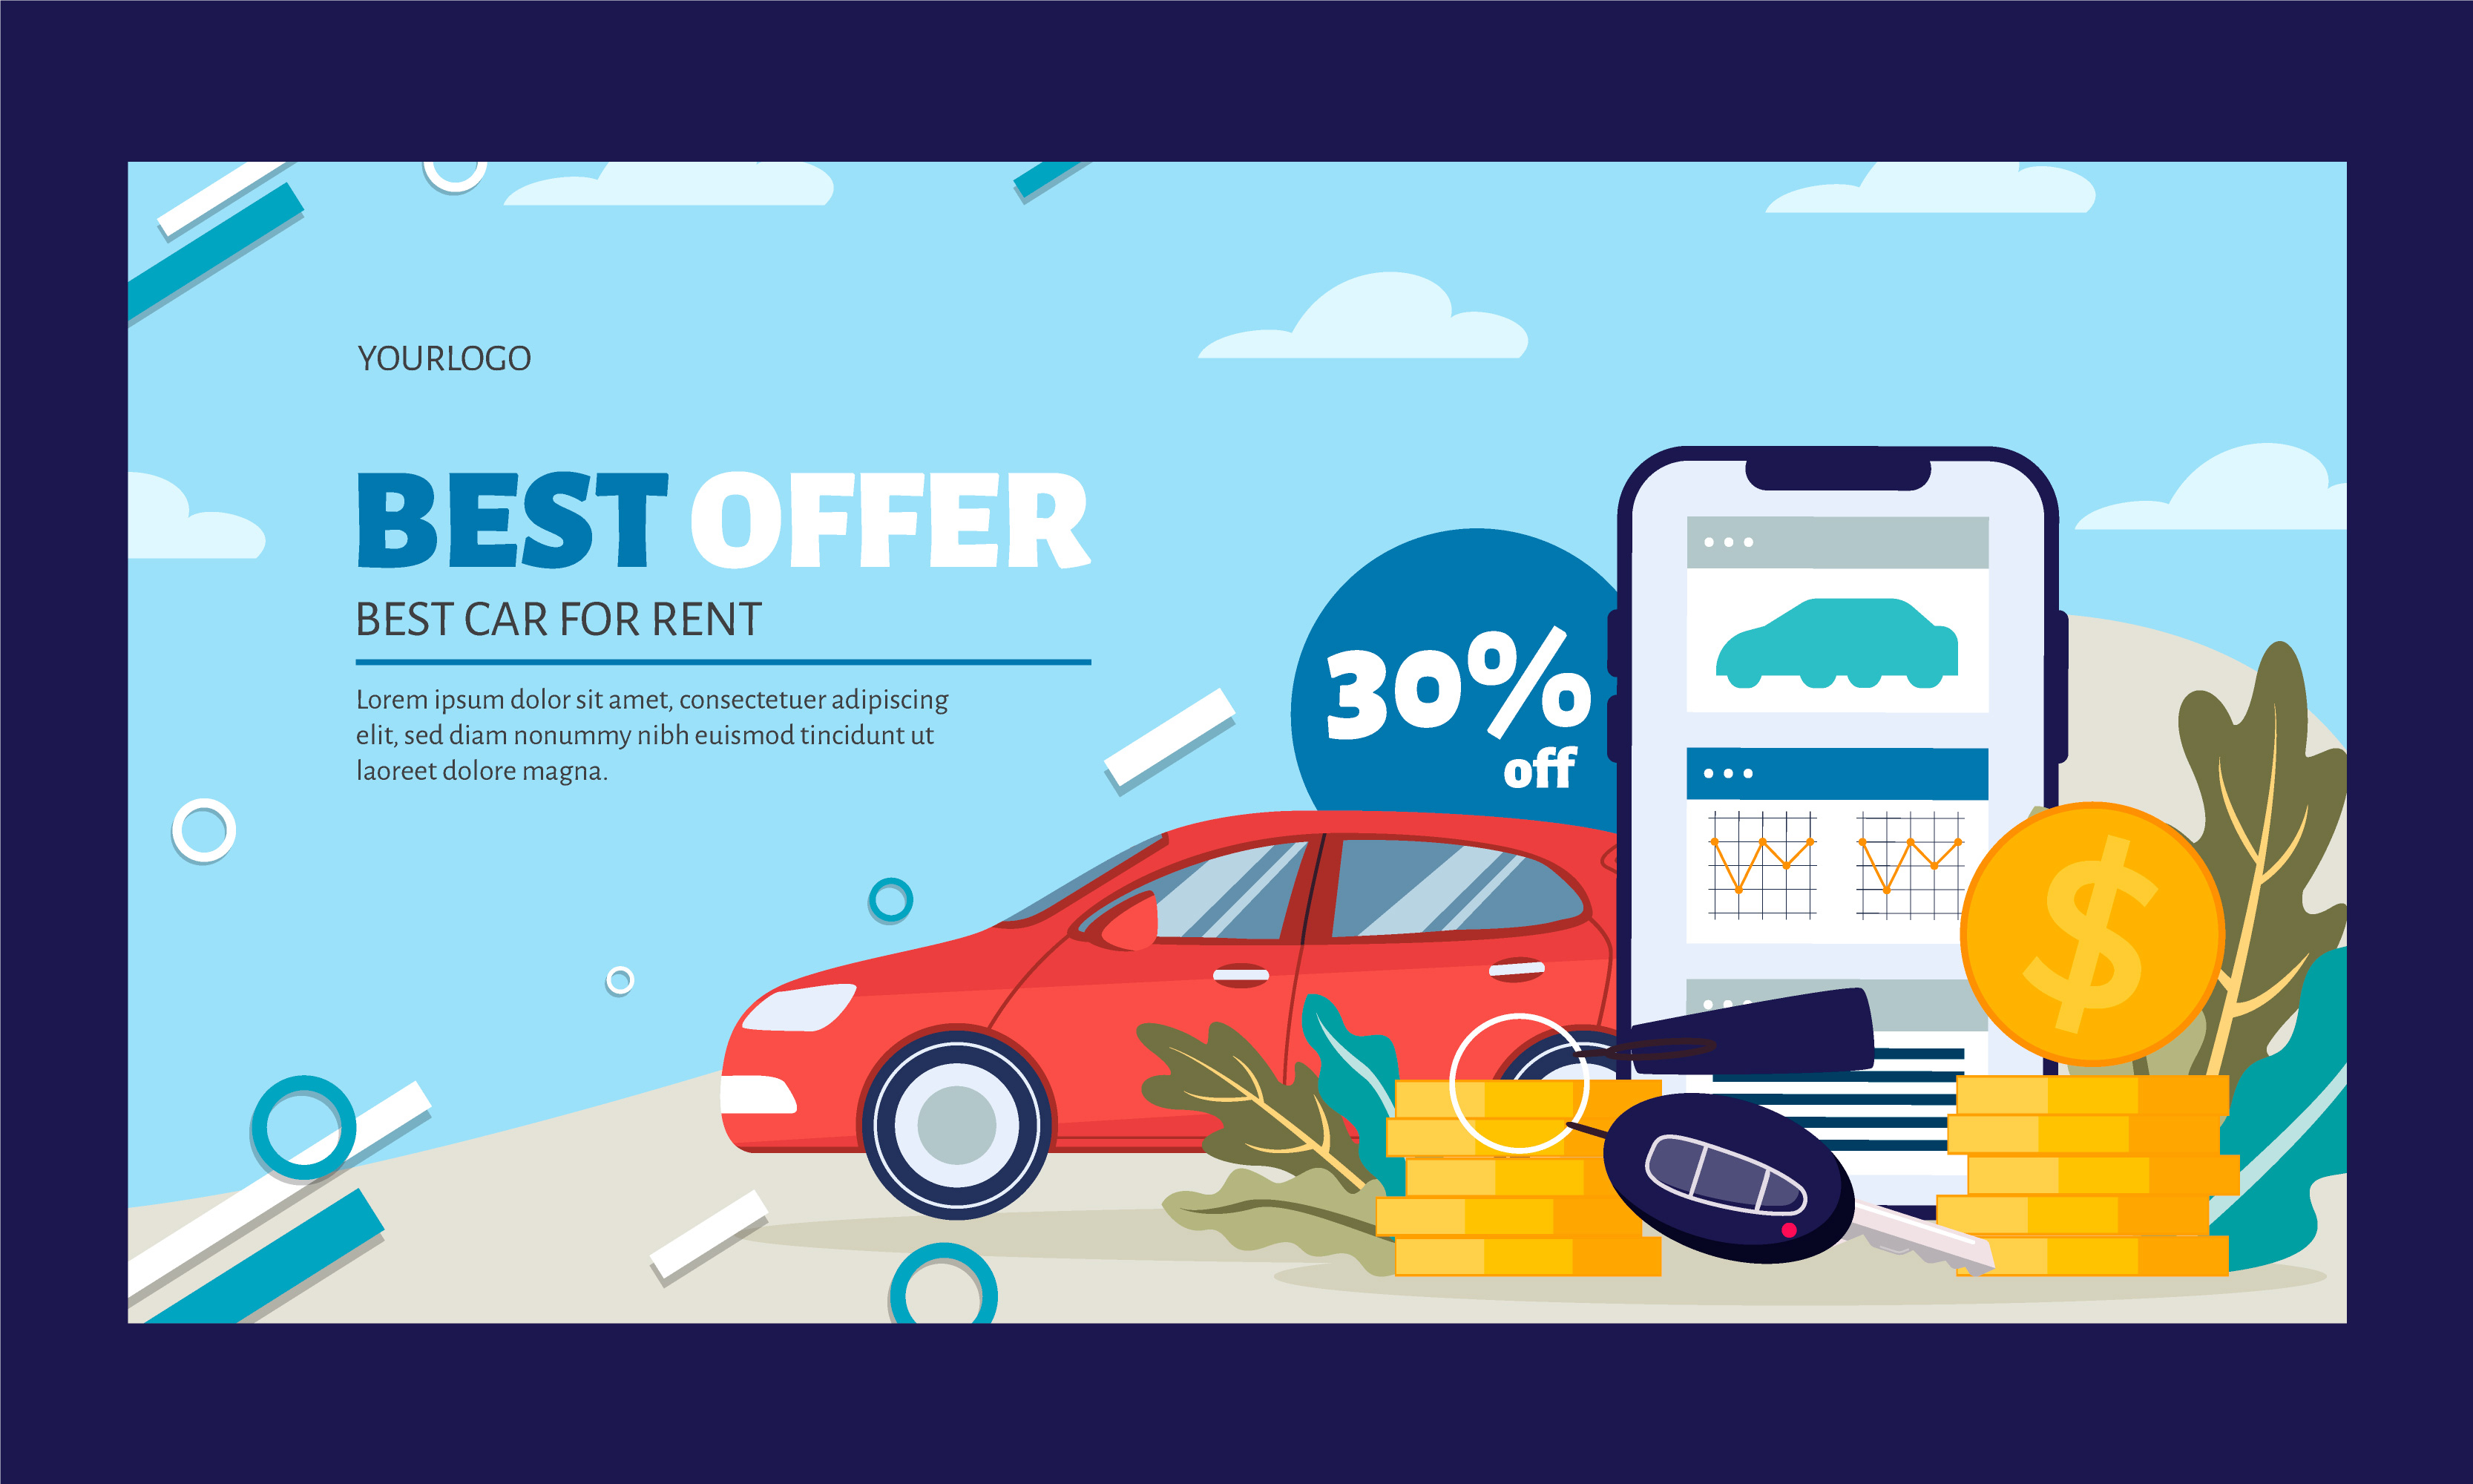 YOURLOGO
BEST OFFER
BEST CAR FOR RENT
Lorem ipsum dolor sit amet, consectetuer adipiscing
elit, sed diam nonummy nibh euismod tincidunt ut
laoreet dolore magna.
30%
off
$